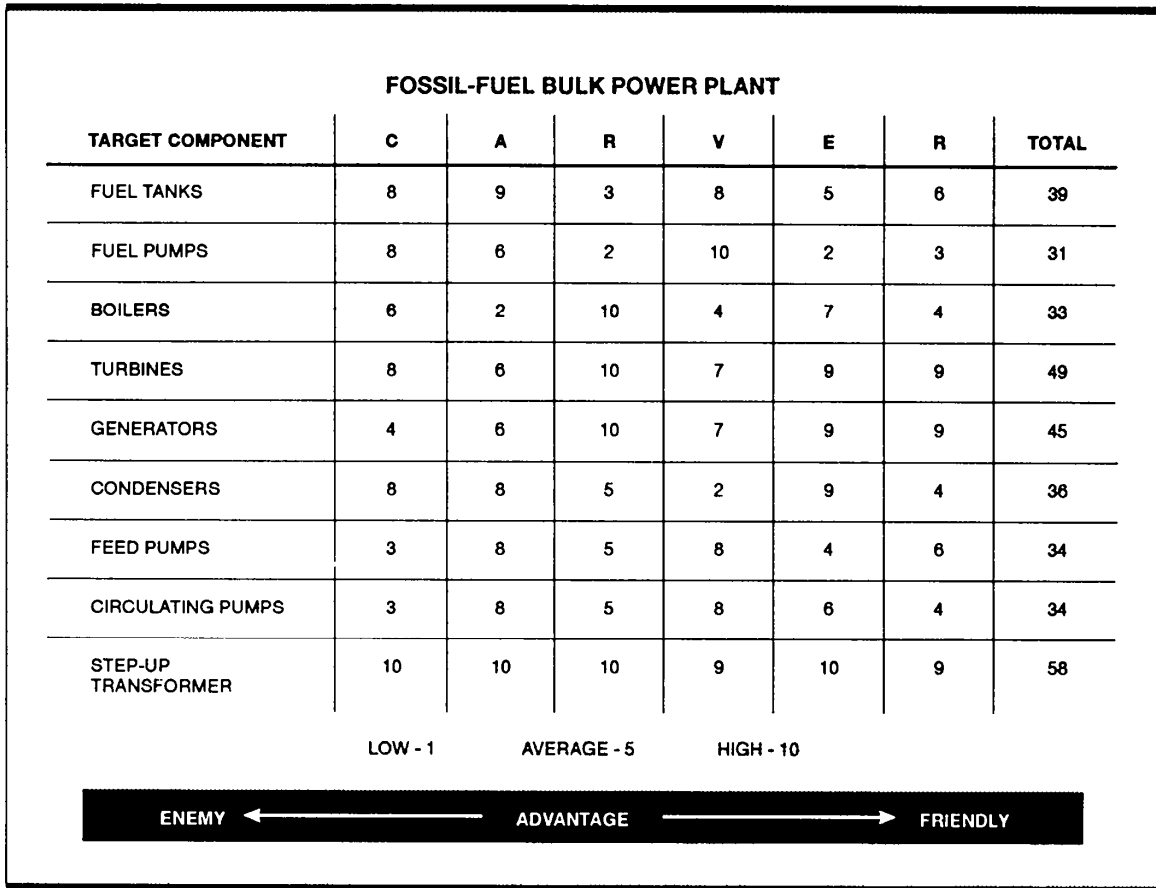 FOSSIL-FUEL BULK POWER PLANT
TARGET COMPONENT C A R V E R TOTAL
FUEL TANKS 8 9 3 8 5 6 39
FUEL PUMPS 8 6 2 10 2 3 31
BOILERS 6 2 10 4 7 4 33
TURBINES 8 6 10 7 9 9 49
GENERATORS 4 6 10 7 9 9 45
CONDENSERS 8 8 5 2 9 4 36
FEED PUMPS 3 8 5 8 4 6 34
CIRCULATING PUMPS 3 8 5 8 6 4 34
STEP-UP 10 10 10 9 10 9 58
TRANSFORMER
LOW - 1 AVERAGE - 5 HIGH - 10
ENEMY ADVANTAGE FRIENDLY